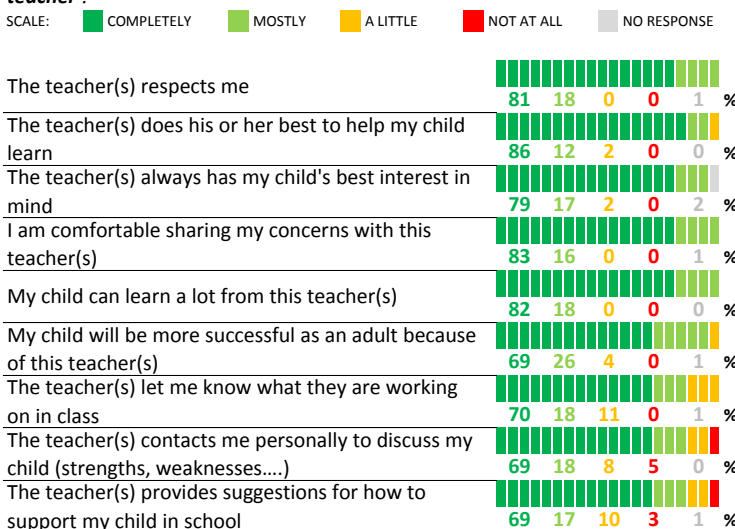 teacher :
SCALE: COMPLETELY MOSTLY A LITTLE NOT AT ALL NO RESPONSE
The teacher(s) respects me
81 18 0 0 1 %
The teacher(s) does his or her best to help my child
learn
86 12 2 0 0 %
The teacher(s) always has my child's best interest in
mind
79 17 2 0 2 %
I am comfortable sharing my concerns with this
teacher(s)
83 16 0 0 1 %
My child can learn a lot from this teacher(s)
82 18 0 0 0 %
My child will be more successful as an adult because
of this teacher(s)
69 26 4 0 1 %
The teacher(s) let me know what they are working
on in class
70 18 11 0 1 %
The teacher(s) contacts me personally to discuss my
child (strengths, weaknesses....)
69 18 8 5 0 %
The teacher(s) provides suggestions for how to
support my child in school
69 17 10 3 1 %